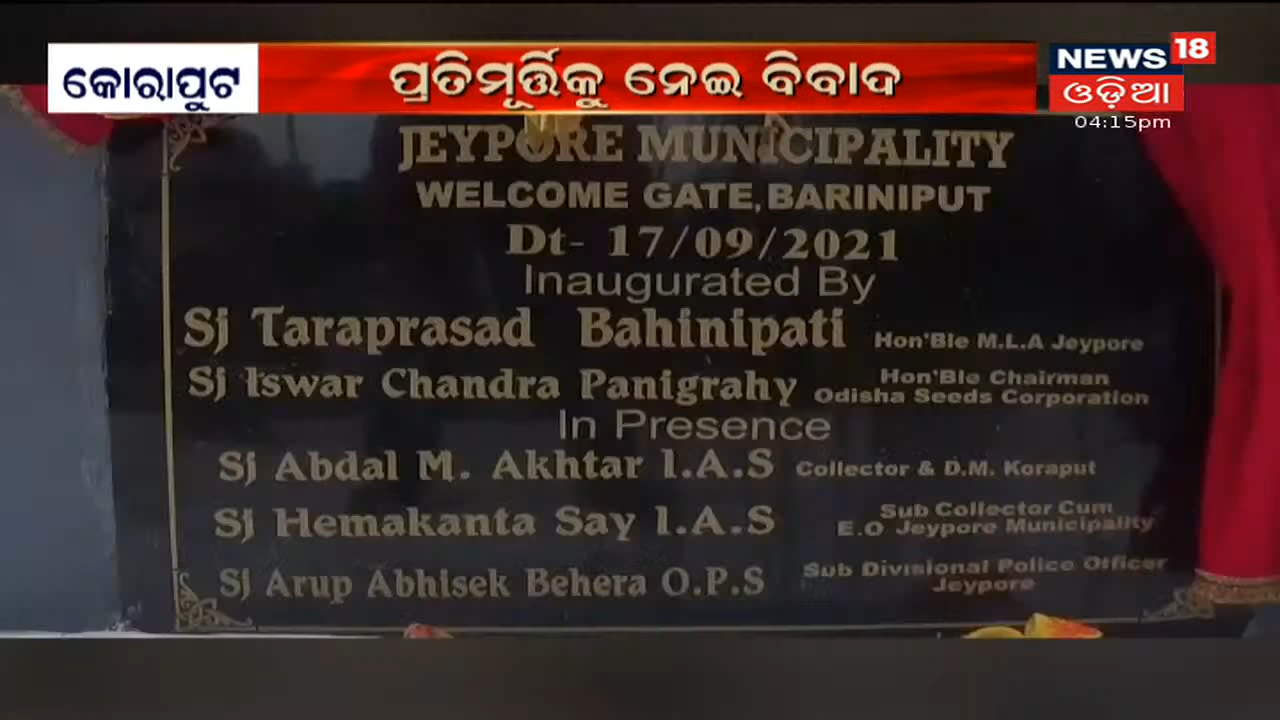 କୋରାପୁଟ
ପ୍ରତିମୂର୍ତ୍ତିକୁ ନେଇ ବିବାଦ
NEWS 18
ଓଡ଼ିଆ
04:15pm
JEYPORE MUNICIPALITY
WELCOME GATE, BARINIPUT
Dt- 17/09/2021
Inaugurated By
Sj Taraprasad Bahinipati Hon'Ble M.L.A Jeypore
Sj Iswar Chandra Panigrahy Hon'Ble Chairman
Odisha Seeds Corporation
In Presence
Sj Abdal M. Akhtar I.A.S Collector & D.M. Koraput
Sj Hemakanta Say I.A.S Sub Collector Cum
E.O Jeypore Municipality
Sj Arup Abhisek Behera O.P.S Sub Divisional Police Officer
Jeypore